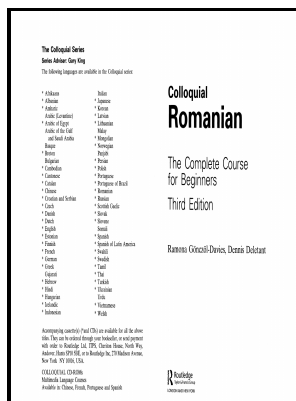 The Colloquial Series
Series Adviser: Gary King
The following languages are available in the Colloquial series:
* Afrikaans
* Albanian
* Amharic
Arabic (Levantine)
* Arabic of Egypt
Arabic of the Gulf
and Saudi Arabia
Basque
* Breton
Bulgarian
* Cambodian
* Cantonese
* Catalan
* Chinese
* Croatian and Serbian
* Czech
* Danish
* Dutch
English
* Estonian
* Finnish
* French
* German
* Greek
Gujarati
* Hebrew
* Hindi
* Hungarian
* Icelandic
* Indonesian
Italian
* Japanese
* Korean
* Latvian
* Lithuanian
Malay
* Mongolian
* Norwegian
Panjabi
* Persian
* Polish
* Portuguese
* Portuguese of Brazil
* Romanian
* Russian
* Scottish Gaelic
* Slovak
* Slovene
Somali
* Spanish
* Spanish of Latin America
* Swahili
* Swedish
* Tamil
* Thai
* Turkish
* Ukrainian
Urdu
* Vietnamese
* Welsh
Accompanying cassette(s) (*and CDs) are available for all the above
titles. They can be ordered through your bookseller, or send payment
with order to Routledge Ltd, ITPS, Cheriton House, North Way,
Andover, Hants SP10 5BE, or to Routledge Inc, 270 Madison Avenue,
New York NY 10016, USA.
COLLOQUIAL CD-ROMs
Multimedia Language Courses
Available in: Chinese, French, Portuguese and Spanish
Colloquial
Romanian
The Complete Course
for Beginners
Third Edition
Ramona Gönczöl-Davies, Dennis Deletant
Routledge
Taylor & Francis Group
LONDON AND NEW YORK